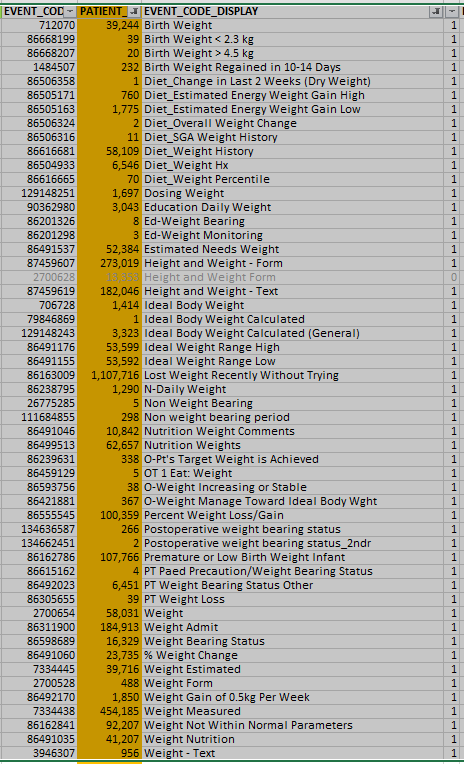 EVENT_COD PATIENT_ EVENT_CODE_DISPLAY
712070 39,244 Birth Weight 1
86668199 39 Birth Weight < 2.3 kg 1
86668207 20 Birth Weight > 4.5 kg 1
1484507 232 Birth Weight Regained in 10-14 Days 1
86506358 1 Diet_Change in Last 2 Weeks (Dry Weight) 1
86505171 760 Diet_Estimated Energy Weight Gain High 1
86505163 1,775 Diet_Estimated Energy Weight Gain Low 1
86506324 2 Diet_Overall Weight Change 1
86506316 11 Diet_SGA Weight History 1
86616681 58,109 Diet_Weight History 1
86504933 6,546 Diet_Weight Hx 1
86616665 70 Diet_Weight Percentile 1
129148251 1,697 Dosing Weight 1
90362980 3,043 Education Daily Weight 1
86201326 8 Ed-Weight Bearing 1
86201298 3 Ed-Weight Monitoring 1
86491537 52,384 Estimated Needs Weight 1
87459607 273,019 Height and Weight - Form 1
2700628 13,353 Height and Weight Form 0
87459619 182,046 Height and Weight - Text 1
706728 1,414 Ideal Body Weight 1
79846869 1 Ideal Body Weight Calculated 1
129148243 3,323 Ideal Body Weight Calculated (General) 1
86491176 53,599 Ideal Weight Range High 1
86491155 53,592 Ideal Weight Range Low 1
86163009 1,107,716 Lost Weight Recently Without Trying 1
86238795 1,290 N-Daily Weight 1
26775285 5 Non Weight Bearing 1
111684855 298 Non weight bearing period 1
86491046 10,842 Nutrition Weight Comments 1
86499513 62,657 Nutrition Weights 1
86239631 338 O-Pt's Target Weight is Achieved 1
86459129 5 OT 1 Eat: Weight 1
86593756 38 O-Weight Increasing or Stable 1
86421881 367 O-Weight Manage Toward Ideal Body Wght 1
86555545 100,359 Percent Weight Loss/Gain 1
134636587 266 Postoperative weight bearing status 1
134662451 2 Postoperative weight bearing status_2ndr 1
86162786 107,766 Premature or Low Birth Weight Infant 1
86615162 4 PT Paed Precaution/Weight Bearing Status 1
86492023 6,451 PT Weight Bearing Status Other 1
86305655 39 PT Weight Loss 1
2700654 58,031 Weight 1
86311900 184,913 Weight Admit 1
86598689 16,329 Weight Bearing Status 1
86491060 23,735 % Weight Change 1
7334445 39,716 Weight Estimated 1
2700528 488 Weight Form 1
86492170 1,850 Weight Gain of 0.5kg Per Week 1
7334438 454,185 Weight Measured 1
86162841 92,207 Weight Not Within Normal Parameters 1
86491035 41,207 Weight Nutrition 1
3946307 956 Weight - Text 1